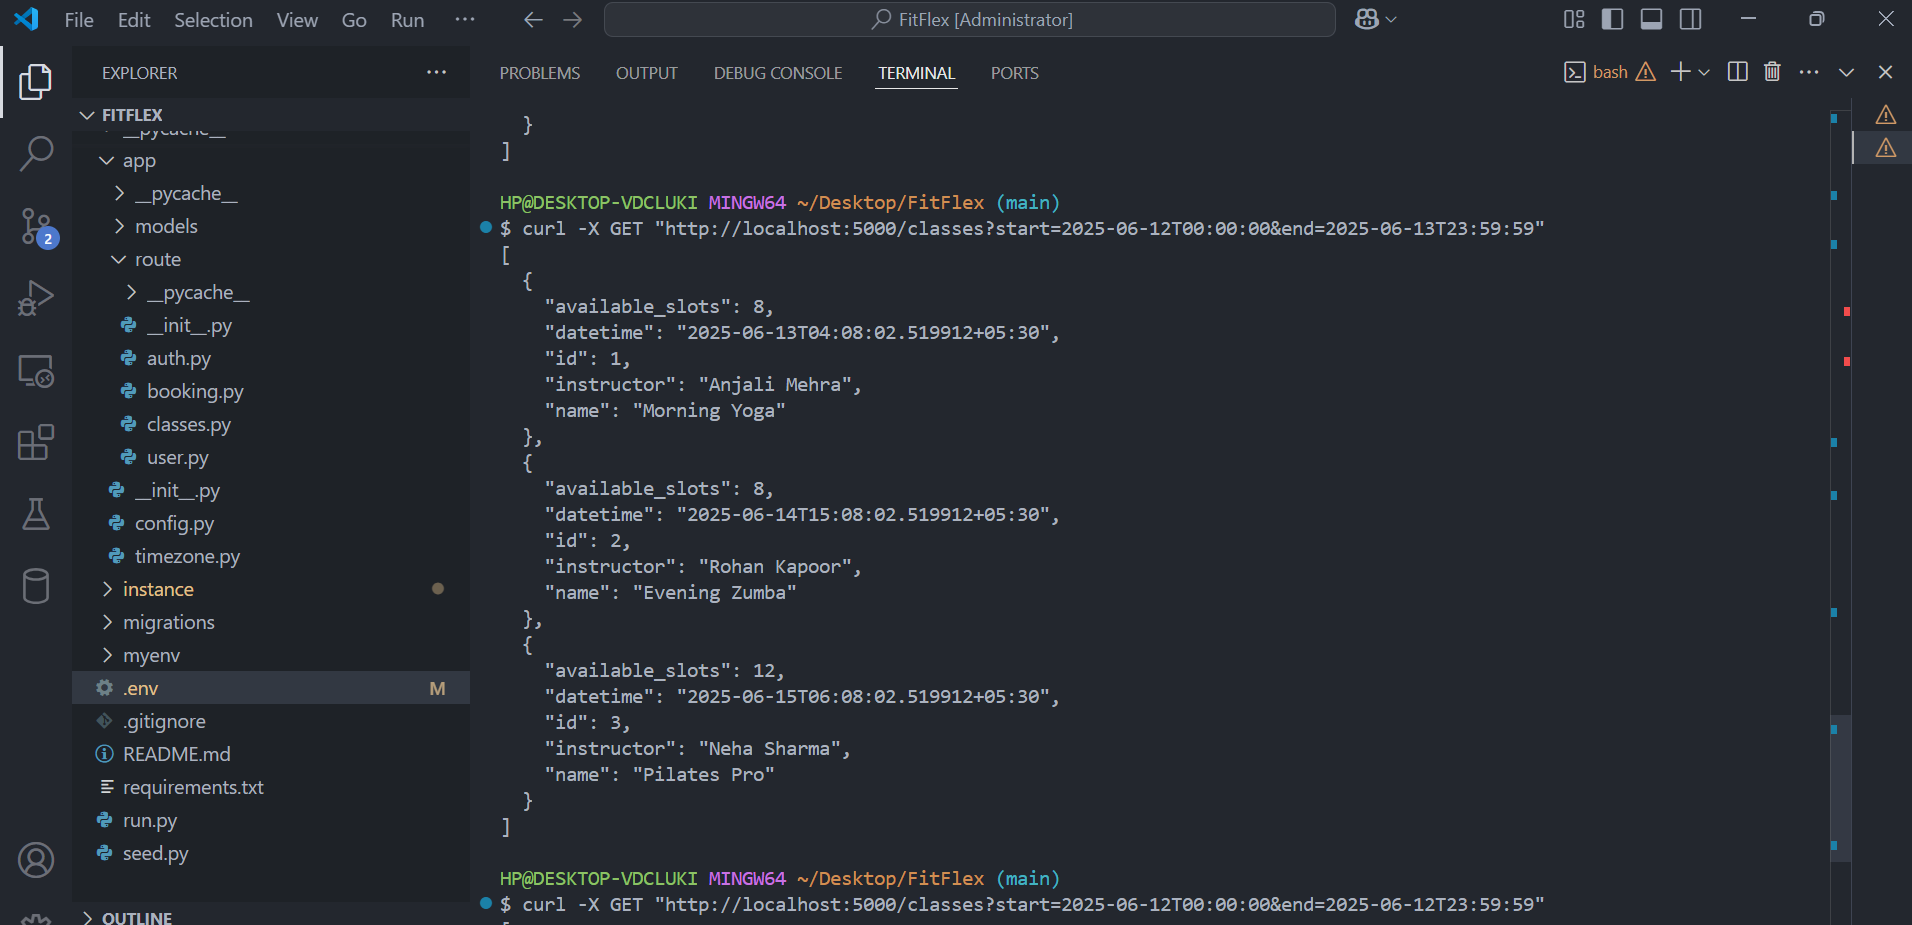 File Edit Selection View Go Run ···
FitFlex [Administrator]
EXPLORER
PROBLEMS OUTPUT DEBUG CONSOLE TERMINAL PORTS
bash
FITFLEX
__pycache__
app
__pycache__
models
route
__pycache__
__init__.py
auth.py
booking.py
classes.py
user.py
__init__.py
config.py
timezone.py
instance
migrations
myenv
.env M
.gitignore
README.md
requirements.txt
run.py
seed.py
OUTLINE
2
}
]
HP@DESKTOP-VDCLUKI MINGW64 ~/Desktop/FitFlex (main)
$ curl -X GET "http://localhost:5000/classes?start=2025-06-12T00:00:00&end=2025-06-13T23:59:59"
[
{
"available_slots": 8,
"datetime": "2025-06-13T04:08:02.519912+05:30",
"id": 1,
"instructor": "Anjali Mehra",
"name": "Morning Yoga"
},
{
"available_slots": 8,
"datetime": "2025-06-14T15:08:02.519912+05:30",
"id": 2,
"instructor": "Rohan Kapoor",
"name": "Evening Zumba"
},
{
"available_slots": 12,
"datetime": "2025-06-15T06:08:02.519912+05:30",
"id": 3,
"instructor": "Neha Sharma",
"name": "Pilates Pro"
}
]
HP@DESKTOP-VDCLUKI MINGW64 ~/Desktop/FitFlex (main)
$ curl -X GET "http://localhost:5000/classes?start=2025-06-12T00:00:00&end=2025-06-12T23:59:59"
[